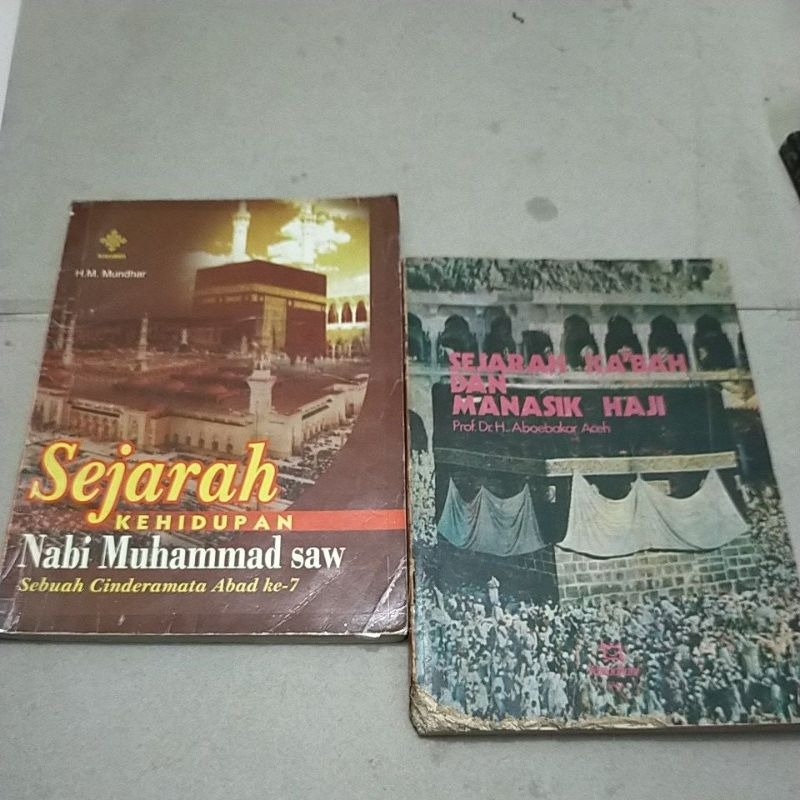 H.M. Mundhar
Sejarah
KEHIDUPAN
Nabi Muhammad saw
Sebuah Cinderamata Abad ke-7
SEJARAH KA'BAH
DAN
MANASIK HAJI
Prof. Dr. H. Aboebakar Aceh